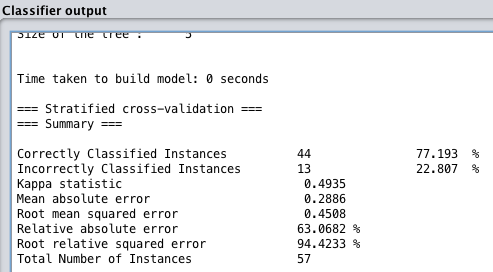 Classifier output
Size of the tree : 5
Time taken to build model: 0 seconds
=== Stratified cross-validation ===
=== Summary ===
Correctly Classified Instances 44 77.193 %
Incorrectly Classified Instances 13 22.807 %
Kappa statistic 0.4935
Mean absolute error 0.2886
Root mean squared error 0.4508
Relative absolute error 63.0682 %
Root relative squared error 94.4233 %
Total Number of Instances 57